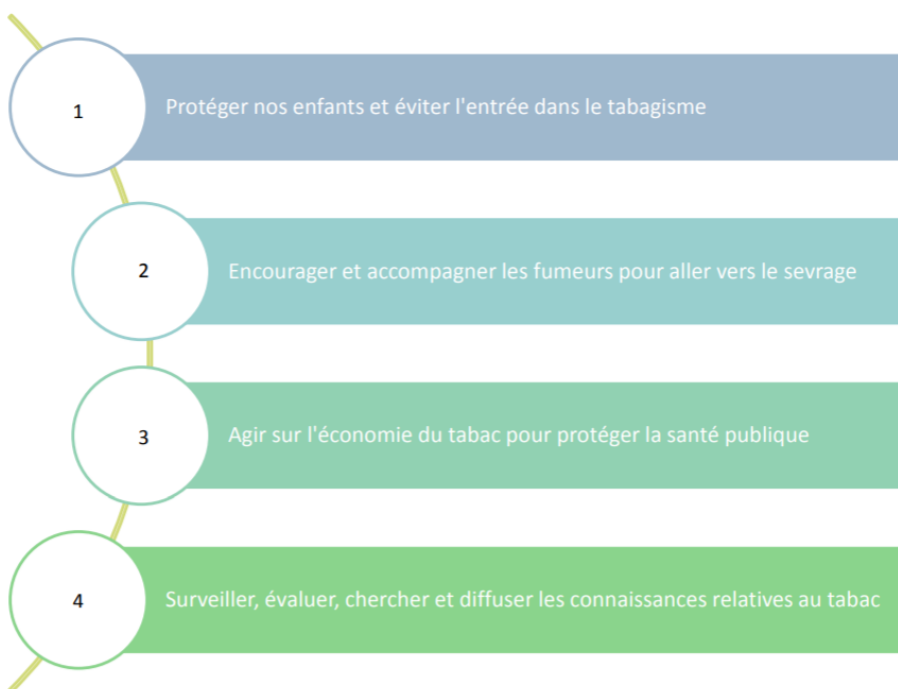 1
Protéger nos enfants et éviter l'entrée dans le tabagisme
2
Encourager et accompagner les fumeurs pour aller vers le sevrage
3
Agir sur l'économie du tabac pour protéger la santé publique
4
Surveiller, évaluer, chercher et diffuser les connaissances relatives au tabac